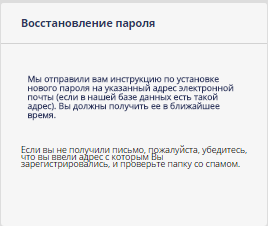 Восстановление пароля
Мы отправили вам инструкцию по установке
нового пароля на указанный адрес электронной
почты (если в нашей базе данных есть такой
адрес). Вы должны получить ее в ближайшее
время.
Если вы не получили письмо, пожалуйста, убедитесь,
что вы ввели адрес с которым Вы
зарегистрировались, и проверьте папку со спамом.